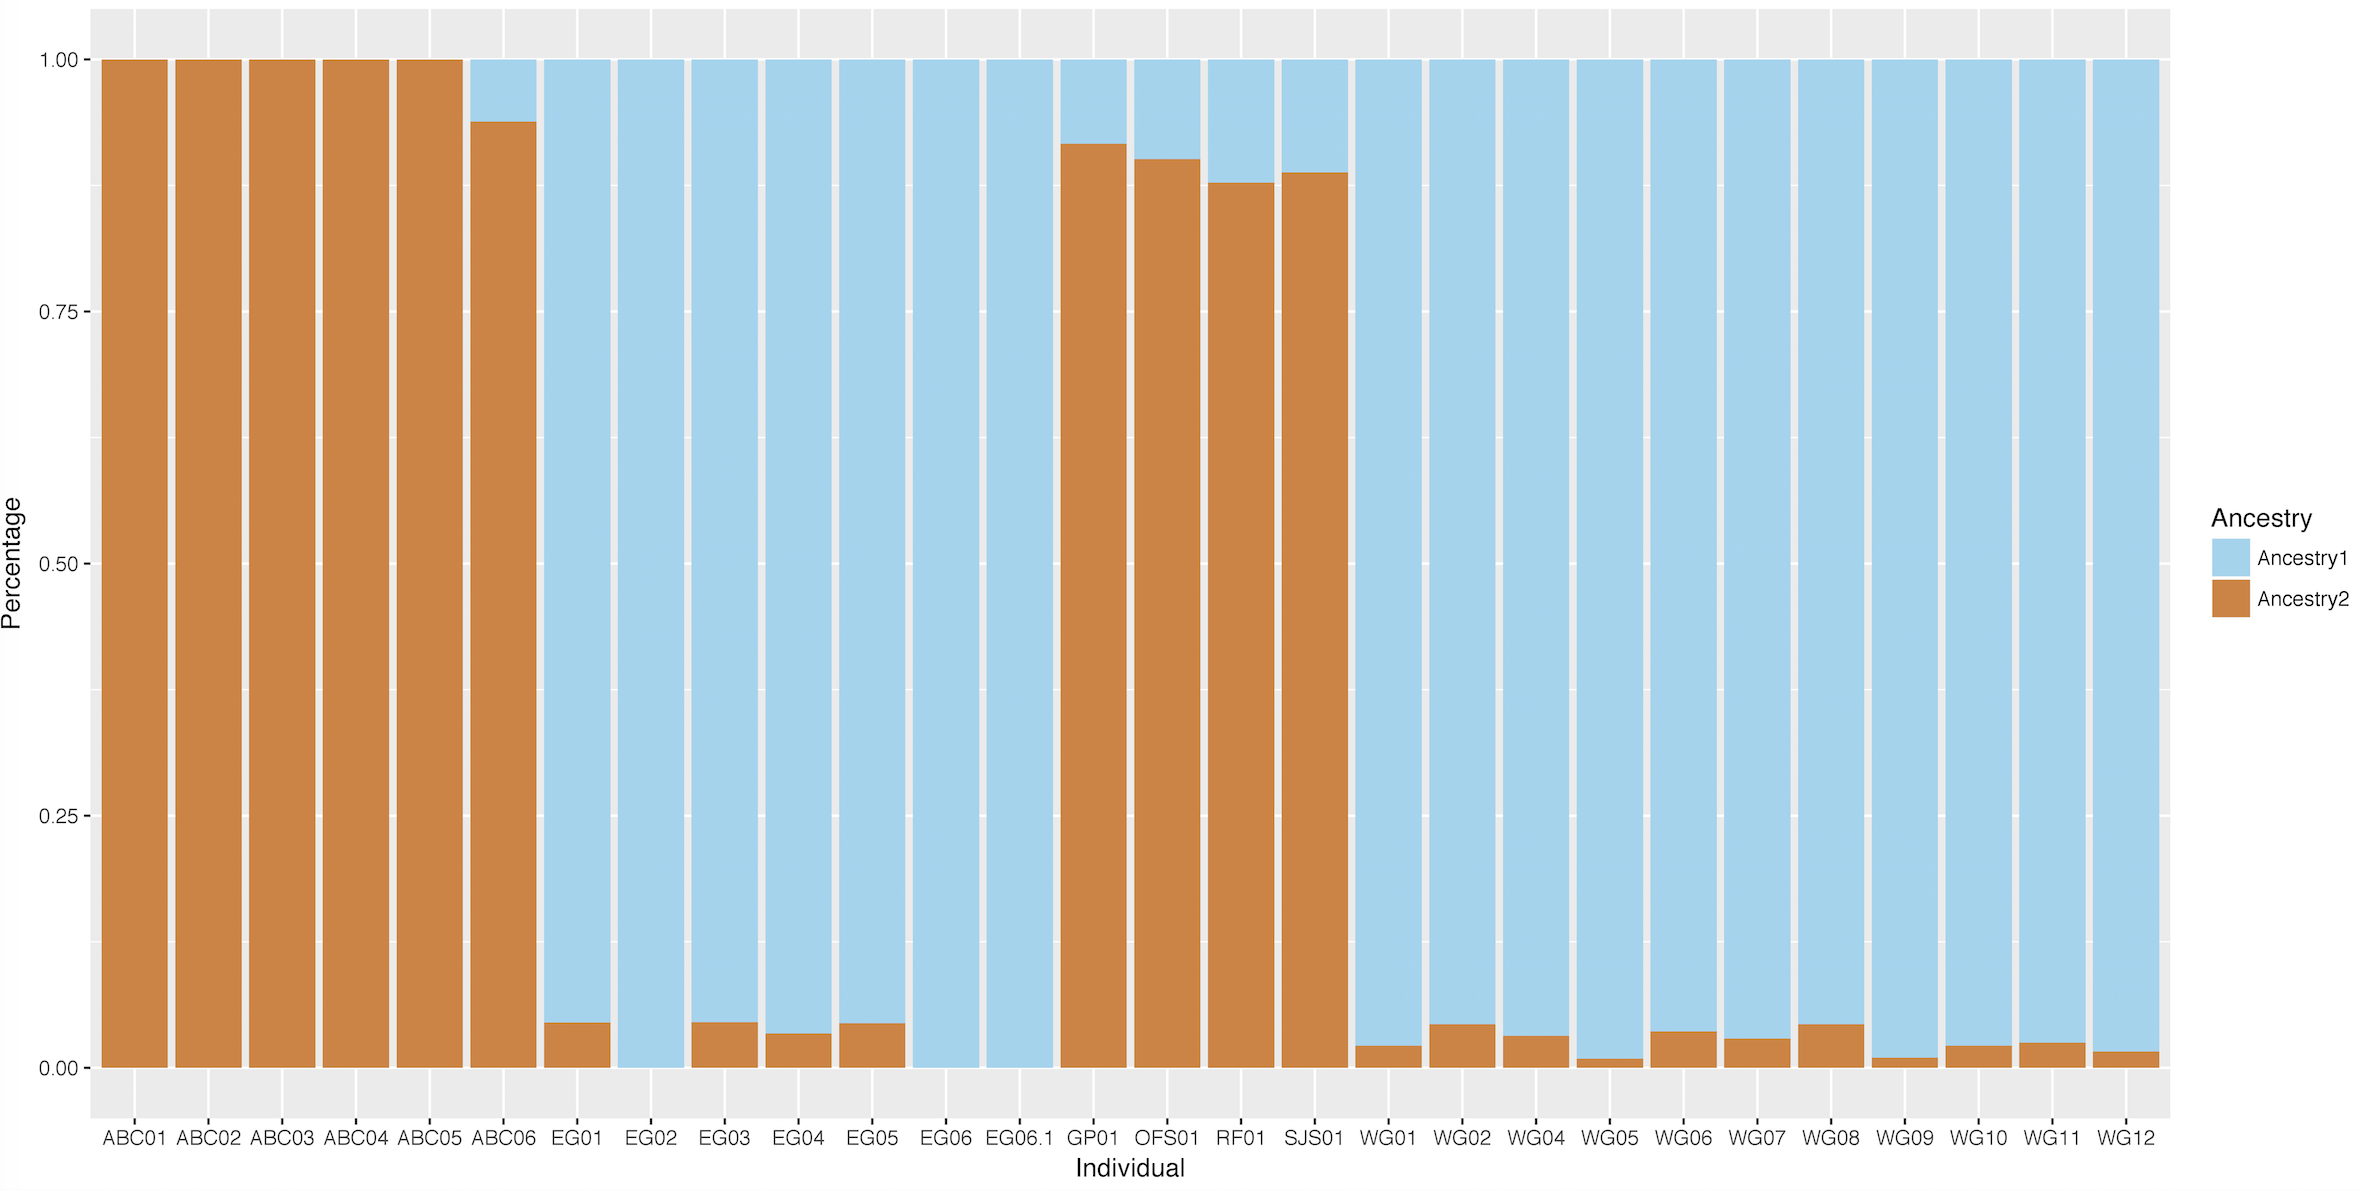 1.00
0.75
0.50
0.25
0.00
Percentage
ABC01 ABC02 ABC03 ABC04 ABC05 ABC06 EG01 EG02 EG03 EG04 EG05 EG06 EG06.1 GP01 OFS01 RF01 SJS01 WG01 WG02 WG04 WG05 WG06 WG07 WG08 WG09 WG10 WG11 WG12
Individual
Ancestry
Ancestry1
Ancestry2